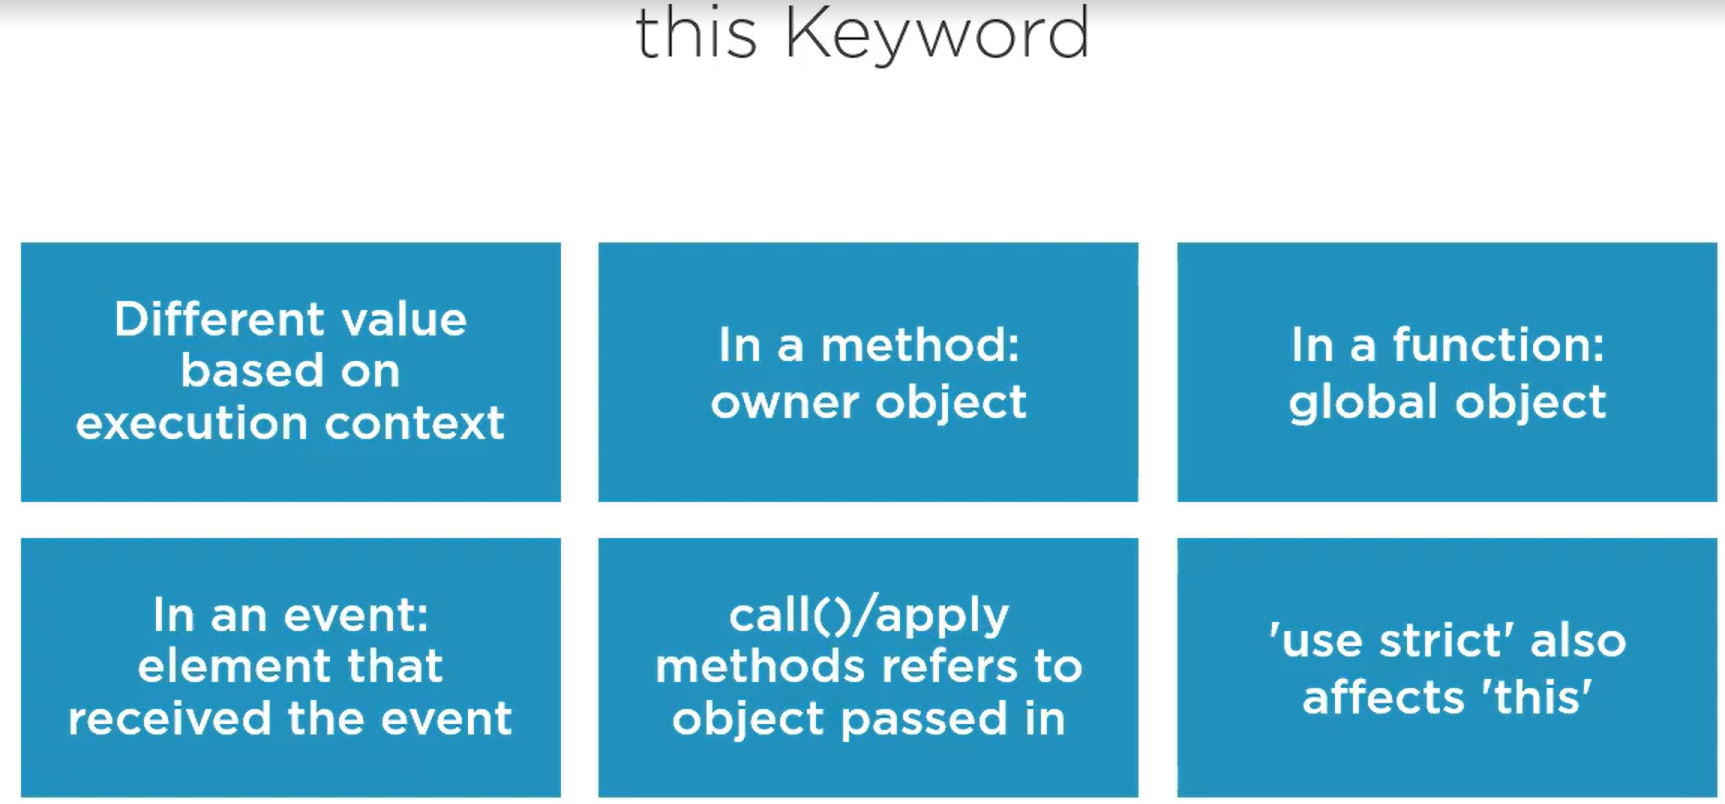 this Keyword
Different value
based on
execution context
In a method:
owner object
In a function:
global object
In an event:
element that
received the event
call()/apply
methods refers to
object passed in
'use strict' also
affects 'this'